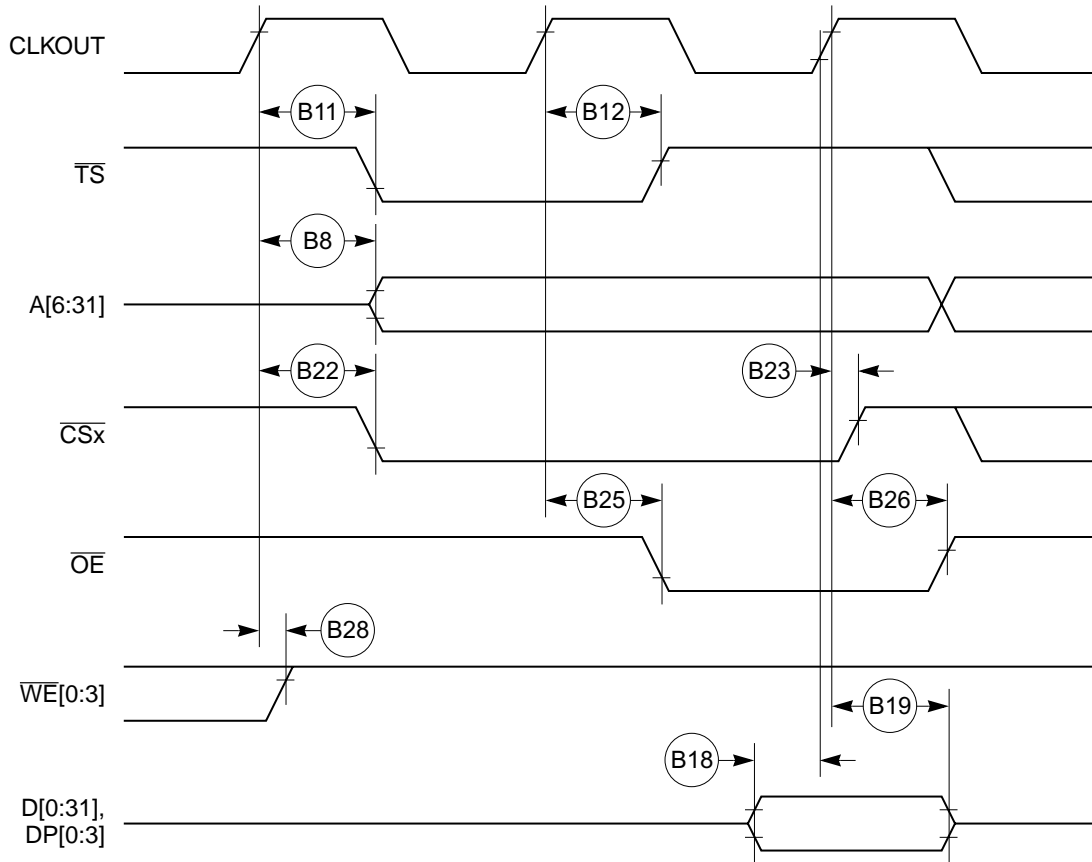 CLKOUT
B11
B12
TS
B8
A[6:31]
B22
B23
CSx
B25
B26
OE
B28
WE[0:3]
B19
B18
D[0:31],
DP[0:3]